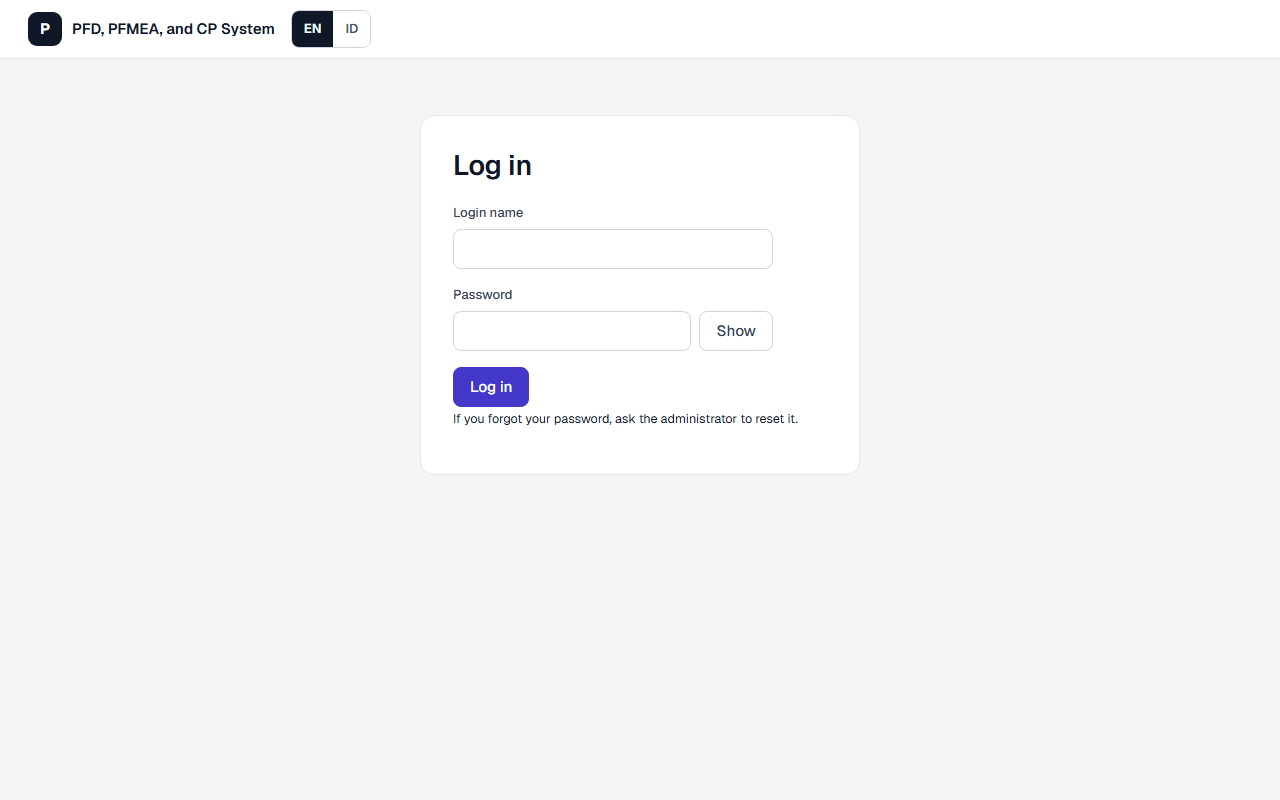 P
PFD, PFMEA, and CP System
EN
ID
Log in
Login name
Password
Show
Log in
If you forgot your password, ask the administrator to reset it.